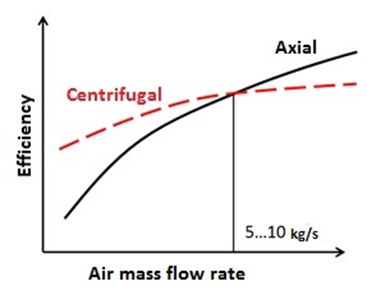 Axial
Centrifugal
Efficiency
5...10 kg/s
Air mass flow rate